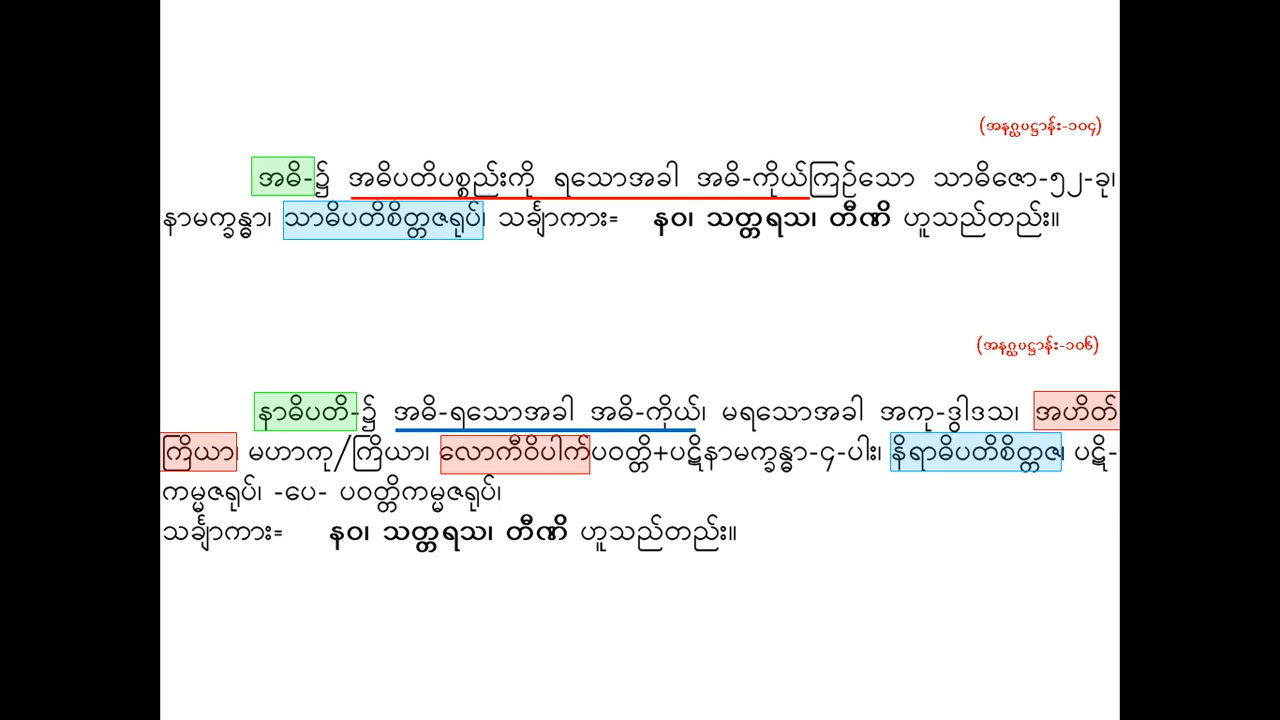 (အနဂ္ဃပဋ္ဌာန်း-၁၀၄)
အဓိ-၌ အဓိပတိပစ္စည်းကို ရသောအခါ အဓိ-ကိုယ်ကြဉ်သော သာဓိဇော-၅၂-ခု၊
နာမက္ခန္ဓာ၊ သာဓိပတိစိတ္တဇရုပ်၊ သင်္ချာကား= နဝ၊ သတ္တရသ၊ တီဏိ ဟူသည်တည်း။
(အနဂ္ဃပဋ္ဌာန်း-၁၀၆)
နာဓိပတိ-၌ အဓိ-ရသောအခါ အဓိ-ကိုယ်၊ မရသောအခါ အကု-ဒွါဒသ၊ အဟိတ်
ကြိယာ၊ မဟာကု/ကြိယာ၊ လောကီဝိပါက်ပဝတ္တိ+ပဋိနာမက္ခန္ဓာ-၄-ပါး၊ နိရာဓိပတိစိတ္တဇ၊ ပဋိ-
ကမ္မဇရုပ်၊ -ပေ- ပဝတ္တိကမ္မဇရုပ်၊
သင်္ချာကား= နဝ၊ သတ္တရသ၊ တီဏိ ဟူသည်တည်း။